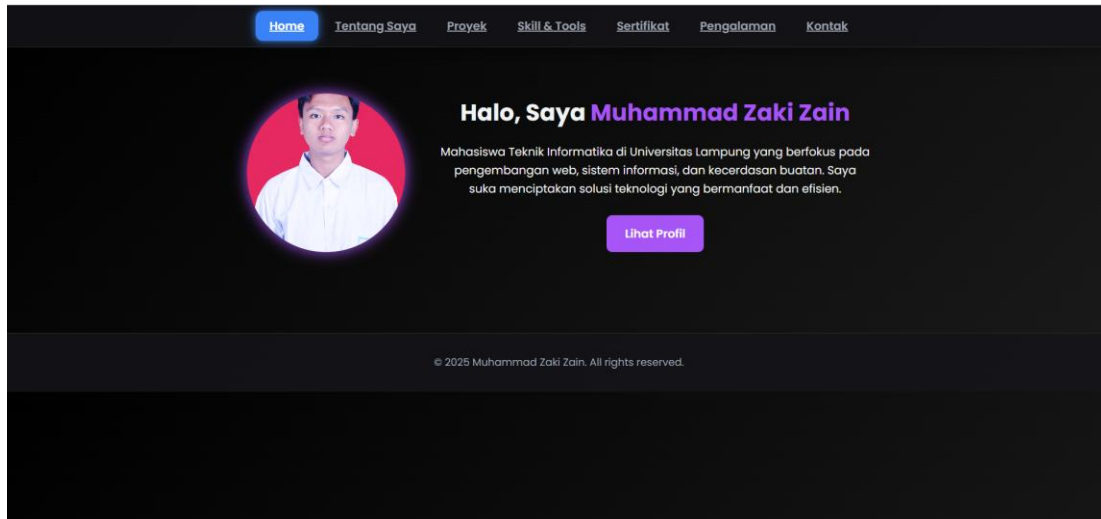 Home Tentang Saya Proyek Skill & Tools Sertifikat Pengalaman Kontak
Halo, Saya Muhammad Zaki Zain
Mahasiswa Teknik Informatika di Universitas Lampung yang berfokus pada
pengembangan web, sistem informasi, dan kecerdasan buatan. Saya
suka menciptakan solusi teknologi yang bermanfaat dan efisien.
Lihat Profil
© 2025 Muhammad Zaki Zain. All rights reserved.